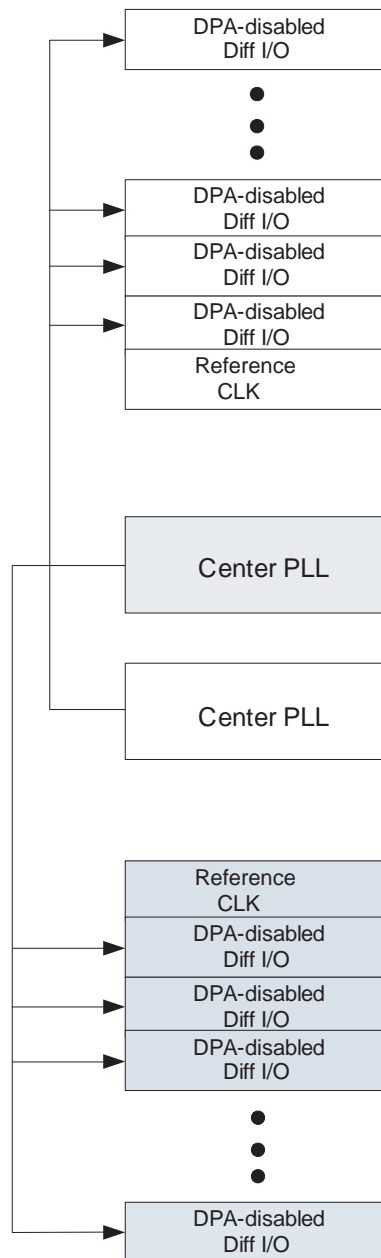 DPA-disabled
Diff I/O
DPA-disabled
Diff I/O
DPA-disabled
Diff I/O
DPA-disabled
Diff I/O
Reference
CLK
Center PLL
Center PLL
Reference
CLK
DPA-disabled
Diff I/O
DPA-disabled
Diff I/O
DPA-disabled
Diff I/O
DPA-disabled
Diff I/O